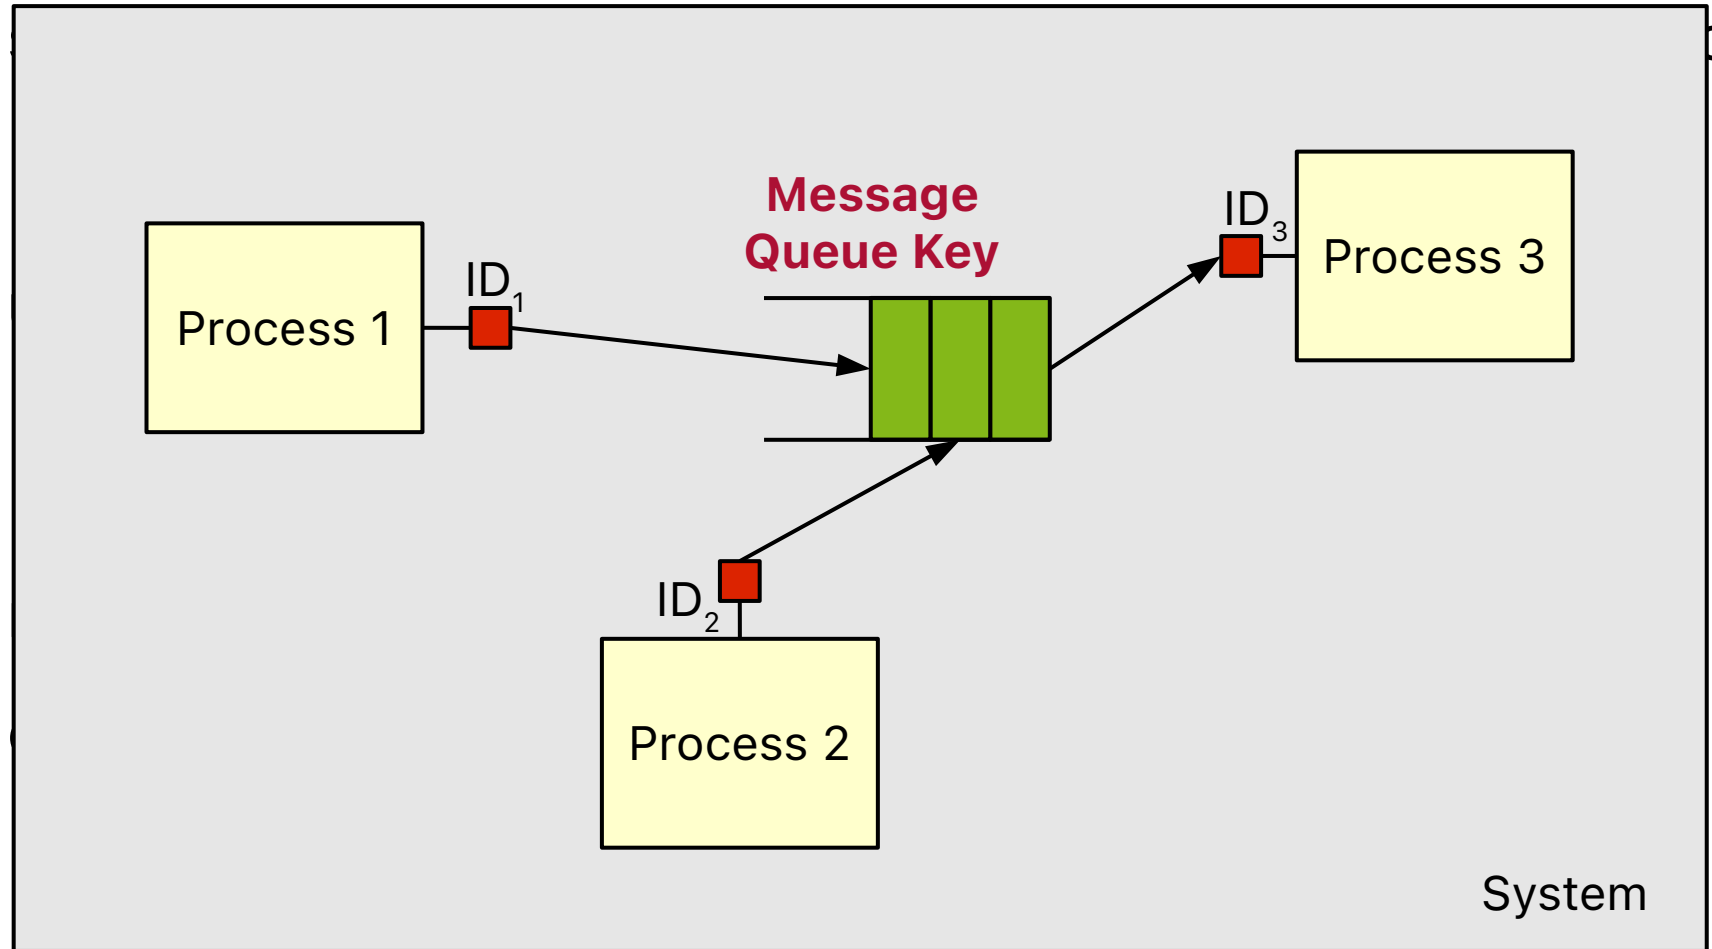 Message
Queue Key
ID₃
Process 3
ID₁
Process 1
ID₂
Process 2
System